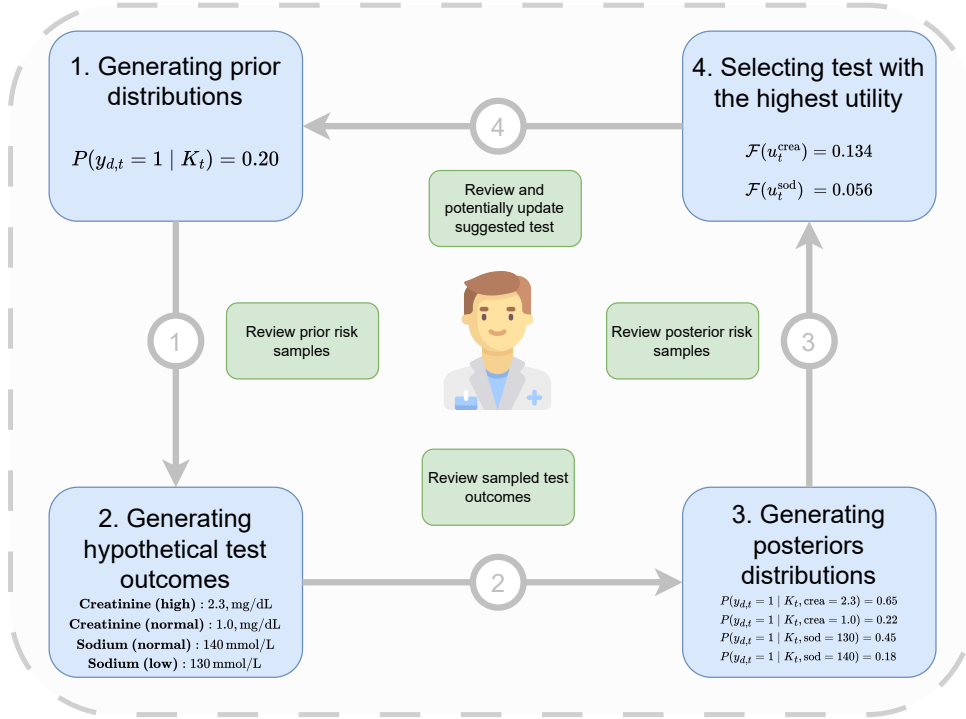 1. Generating prior
distributions
P(y_{d,t} = 1 | K_t) = 0.20
4. Selecting test with
the highest utility
F(u_t^{crea}) = 0.134
F(u_t^{sod}) = 0.056
4
Review and
potentially update
suggested test
1
Review prior risk
samples
Review posterior risk
samples
3
Review sampled test
outcomes
2. Generating
hypothetical test
outcomes
Creatinine (high) : 2.3, mg/dL
Creatinine (normal) : 1.0, mg/dL
Sodium (normal) : 140 mmol/L
Sodium (low) : 130 mmol/L
2
3. Generating
posteriors
distributions
P(y_{d,t} = 1 | K_t, crea = 2.3) = 0.65
P(y_{d,t} = 1 | K_t, crea = 1.0) = 0.22
P(y_{d,t} = 1 | K_t, sod = 130) = 0.45
P(y_{d,t} = 1 | K_t, sod = 140) = 0.18